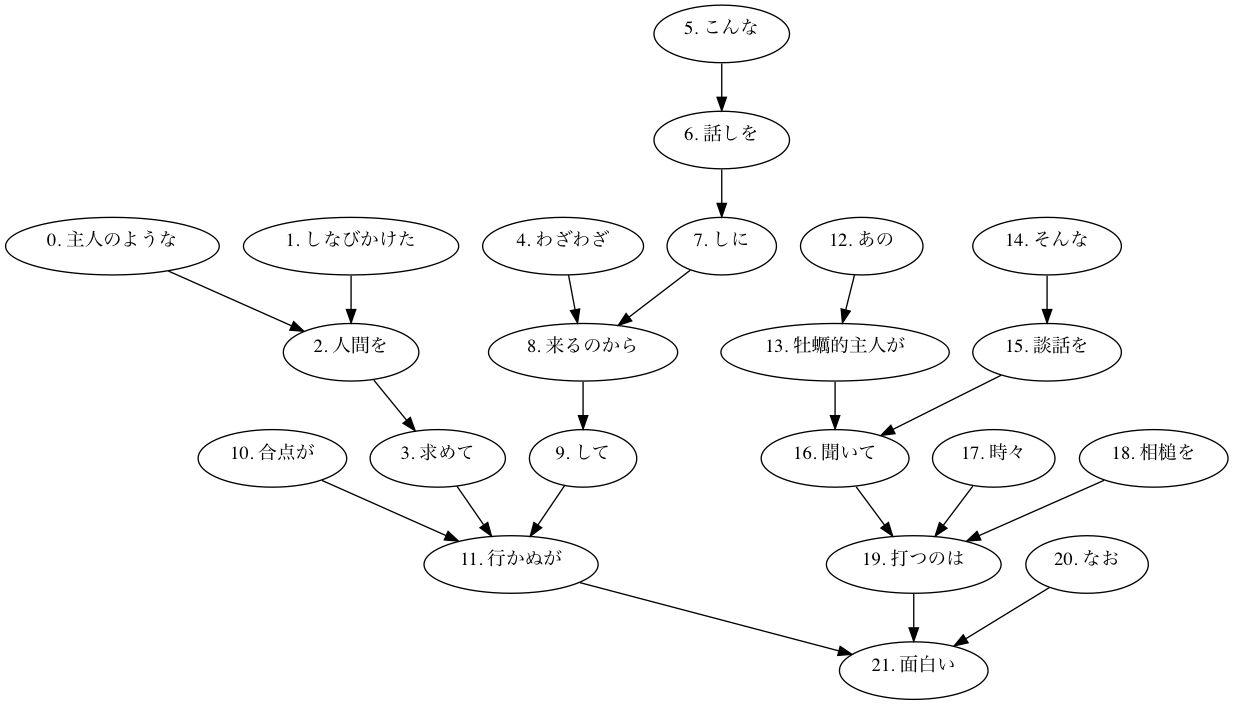 5. こんな
6. 話しを
0. 主人のような
1. しなびかけた
4. わざわざ
7. しに
12. あの
14. そんな
2. 人間を
8. 来るのから
13. 牡蠣的主人が
15. 談話を
10. 合点が
3. 求めて
9. して
16. 聞いて
17. 時々
18. 相槌を
11. 行かぬが
19. 打つのは
20. なお
21. 面白い